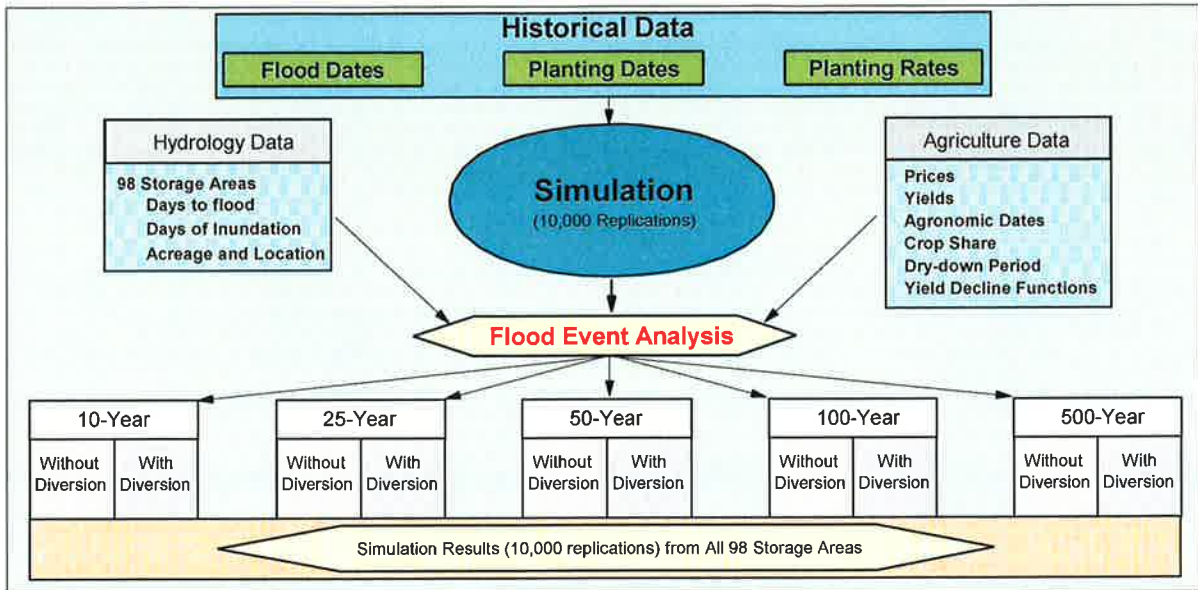 Historical Data
Flood Dates
Planting Dates
Planting Rates
Hydrology Data
98 Storage Areas
Days to flood
Days of Inundation
Acreage and Location
Simulation
(10,000 Replications)
Agriculture Data
Prices
Yields
Agronomic Dates
Crop Share
Dry-down Period
Yield Decline Functions
Flood Event Analysis
10-Year
Without
Diversion
With
Diversion
25-Year
Without
Diversion
With
Diversion
50-Year
Without
Diversion
With
Diversion
100-Year
Without
Diversion
With
Diversion
500-Year
Without
Diversion
With
Diversion
Simulation Results (10,000 replications) from All 98 Storage Areas